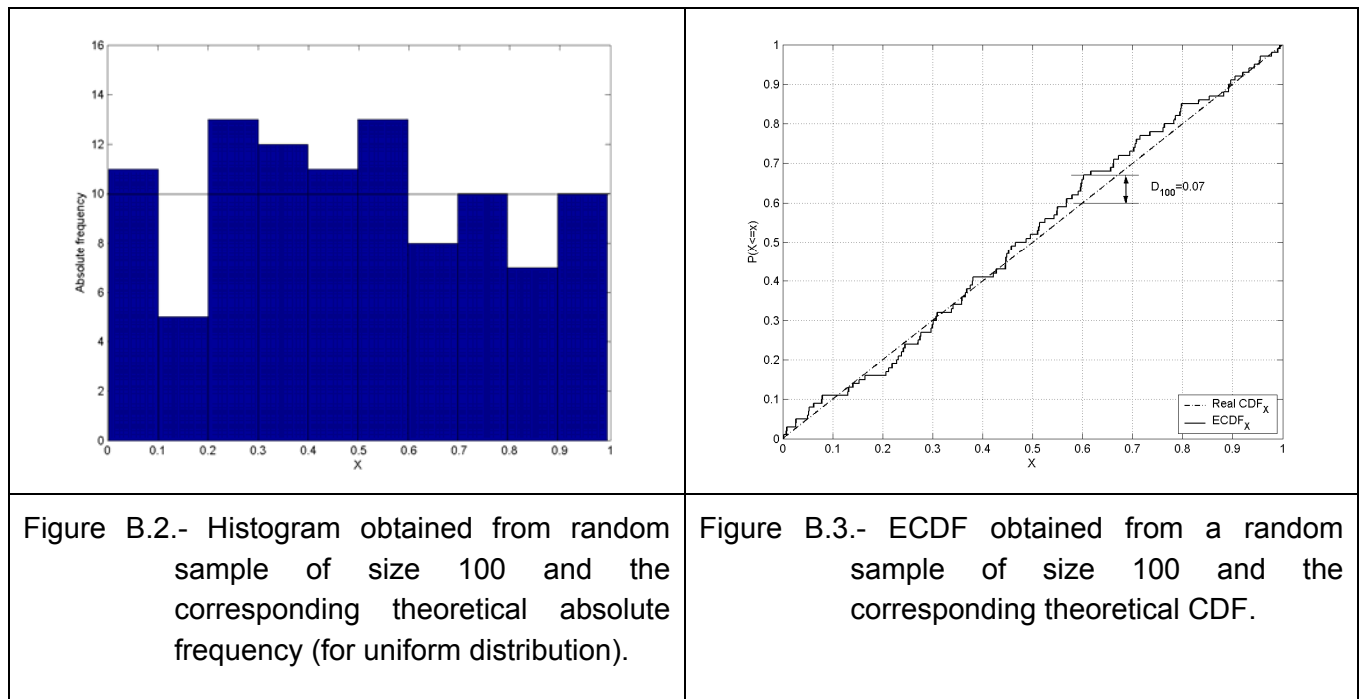 16
14
12
10
8
6
4
2
0
Absolute frequency
0 0.1 0.2 0.3 0.4 0.5 0.6 0.7 0.8 0.9 1
X
1
0.9
0.8
0.7
0.6
0.5
0.4
0.3
0.2
0.1
0
P(X<=x)
D100=0.07
Real CDFX
ECDFX
0 0.1 0.2 0.3 0.4 0.5 0.6 0.7 0.8 0.9 1
X
Figure B.2.- Histogram obtained from random
sample of size 100 and the
corresponding theoretical absolute
frequency (for uniform distribution).
Figure B.3.- ECDF obtained from a random
sample of size 100 and the
corresponding theoretical CDF.